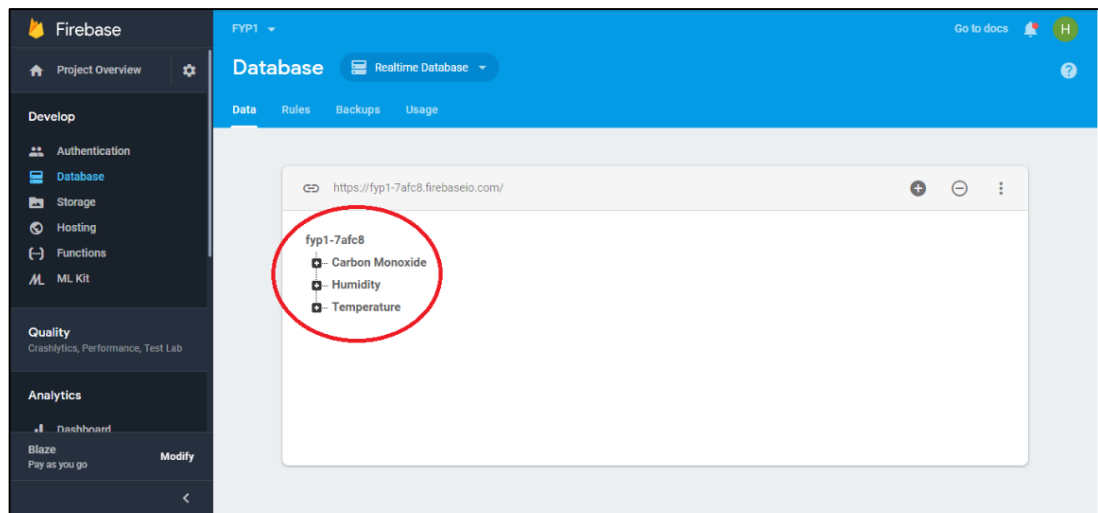 Firebase
Project Overview
Develop
Authentication
Database
Storage
Hosting
Functions
ML Kit
Quality
Crashlytics, Performance, Test Lab
Analytics
Dashboard
Blaze
Pay as you go
Modify
FYP1
Go to docs
H
Database
Realtime Database
Data Rules Backups Usage
https://fyp1-7afc8.firebaseio.com/
fyp1-7afc8
Carbon Monoxide
Humidity
Temperature